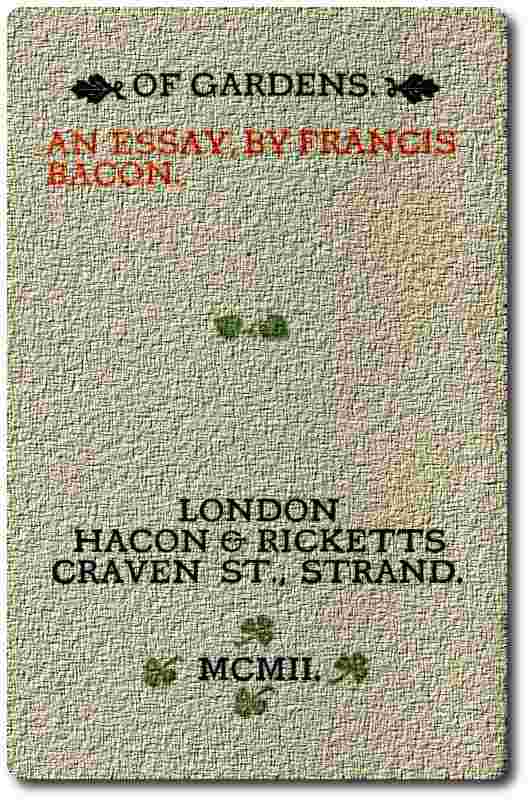 OF GARDENS.
AN ESSAY, BY FRANCIS
BACON.
LONDON
HACON & RICKETTS
CRAVEN ST., STRAND.
MCMII.